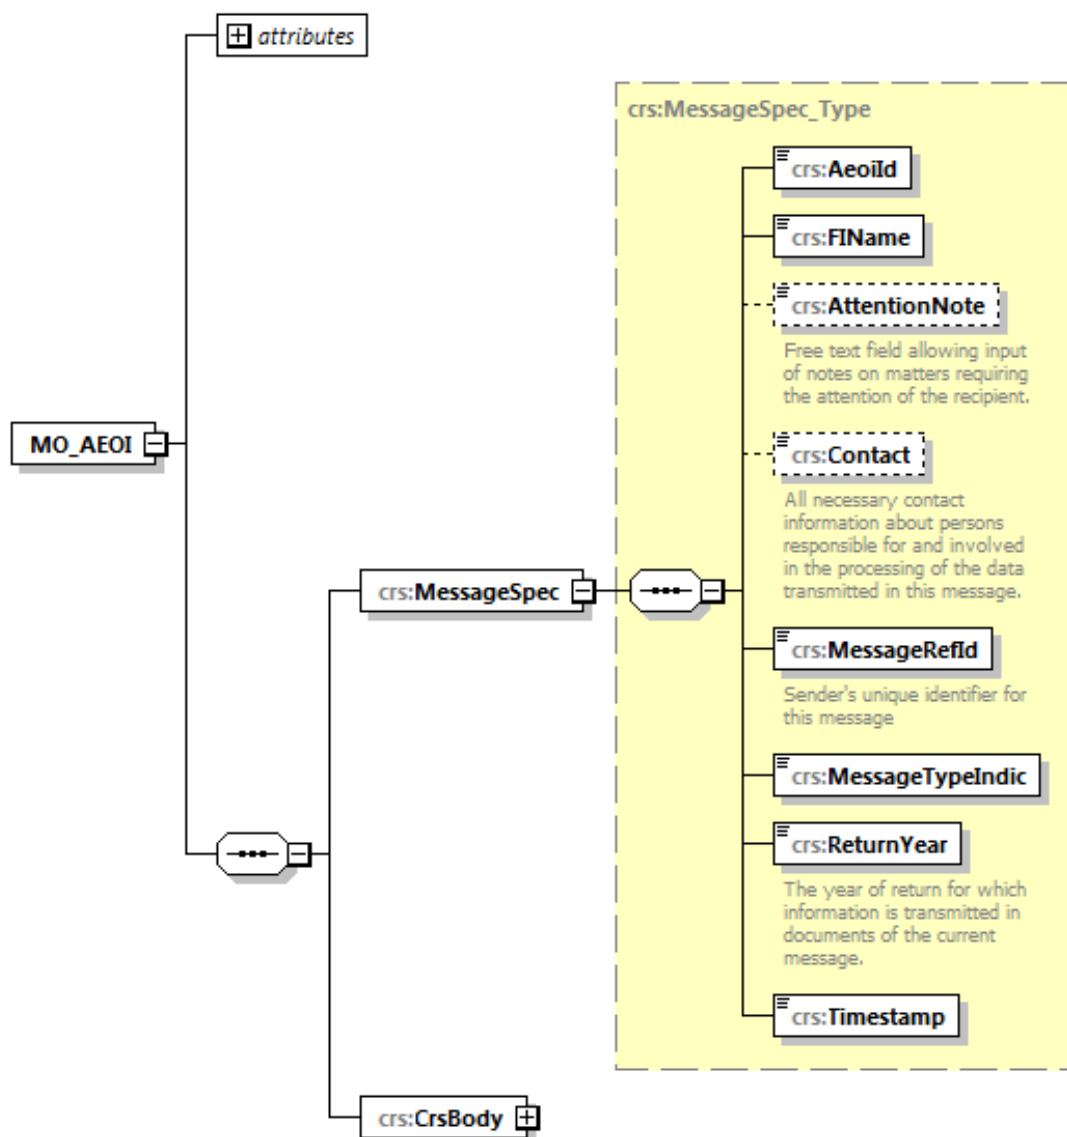 attributes
crs:MessageSpec_Type
crs:AeoiId
crs:FIName
crs:AttentionNote
Free text field allowing input
of notes on matters requiring
the attention of the recipient.
MO_AEOI
crs:Contact
All necessary contact
information about persons
responsible for and involved
in the processing of the data
transmitted in this message.
crs:MessageSpec
crs:MessageRefId
Sender's unique identifier for
this message
crs:MessageTypeIndic
crs:ReturnYear
The year of return for which
information is transmitted in
documents of the current
message.
crs:Timestamp
crs:CrsBody